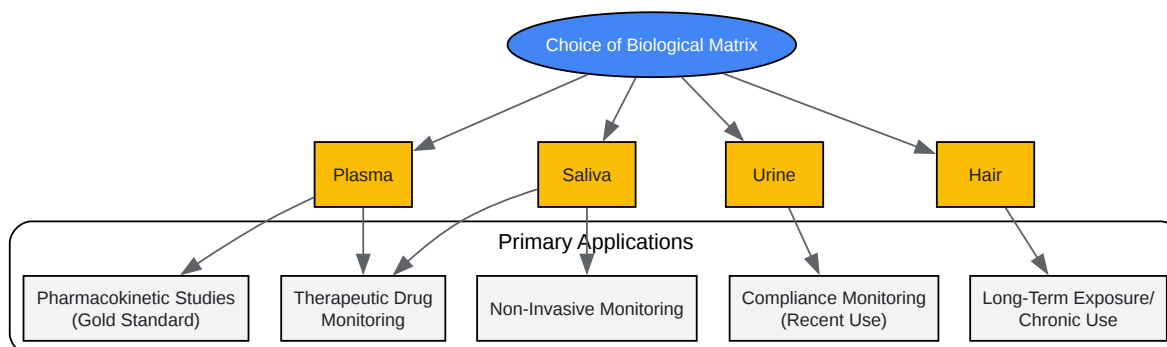 Choice of Biological Matrix
Plasma
Saliva
Urine
Hair
Primary Applications
Pharmacokinetic Studies
(Gold Standard)
Therapeutic Drug
Monitoring
Non-Invasive Monitoring
Compliance Monitoring
(Recent Use)
Long-Term Exposure/
Chronic Use